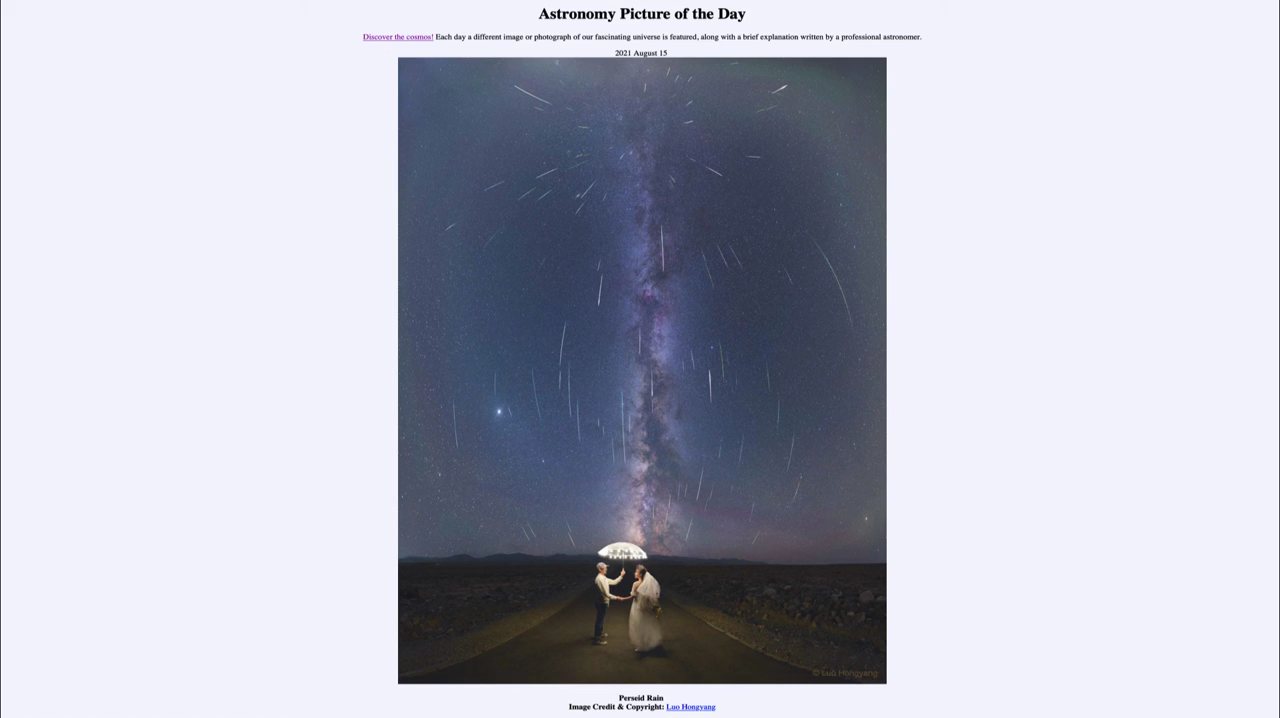 Astronomy Picture of the Day
Discover the cosmos! Each day a different image or photograph of our fascinating universe is featured, along with a brief explanation written by a professional astronomer.
2021 August 15
© Luo Hongyang
Perseid Rain
Image Credit & Copyright: Luo Hongyang